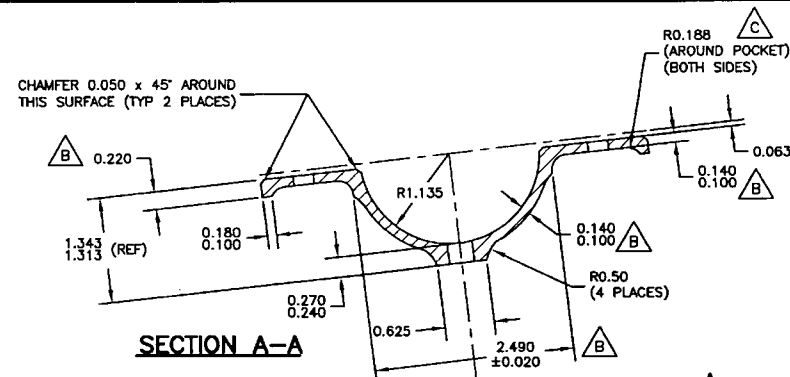 C
R0.188
(AROUND POCKET)
(BOTH SIDES)
CHAMFER 0.050 x 45° AROUND
THIS SURFACE (TYP 2 PLACES)
B 0.220
0.063
0.140
0.100 B
R1.135
0.180
0.100
0.140
0.100 B
1.343
1.313 (REF)
R0.50
(4 PLACES)
0.270
0.240
0.625
2.490
±0.020
B
SECTION A-A